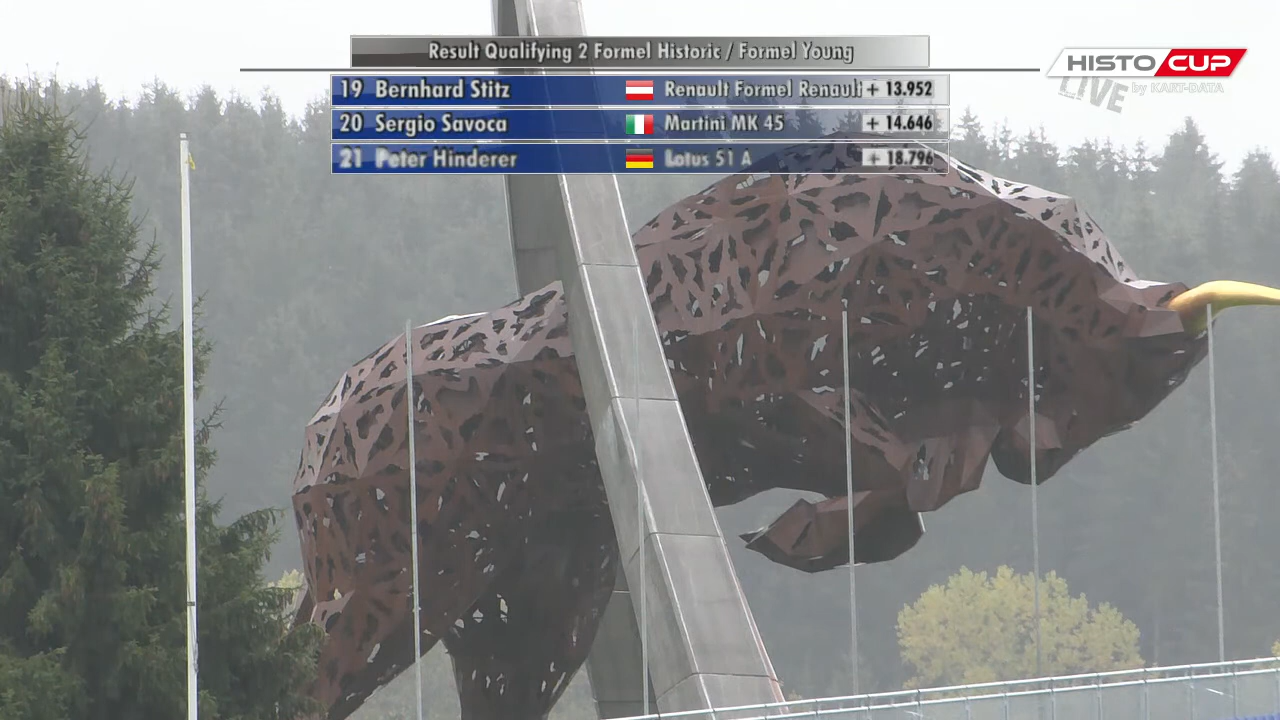 Result Qualifying 2 Formel Historic / Formel Young
HISTO CUP
LIVE by KART-DATA
19 Bernhard Stitz Renault Formel Renault + 13.952
20 Sergio Savoca Martini MK 45 + 14.646
21 Peter Hinderer Lotus 51 A + 18.796